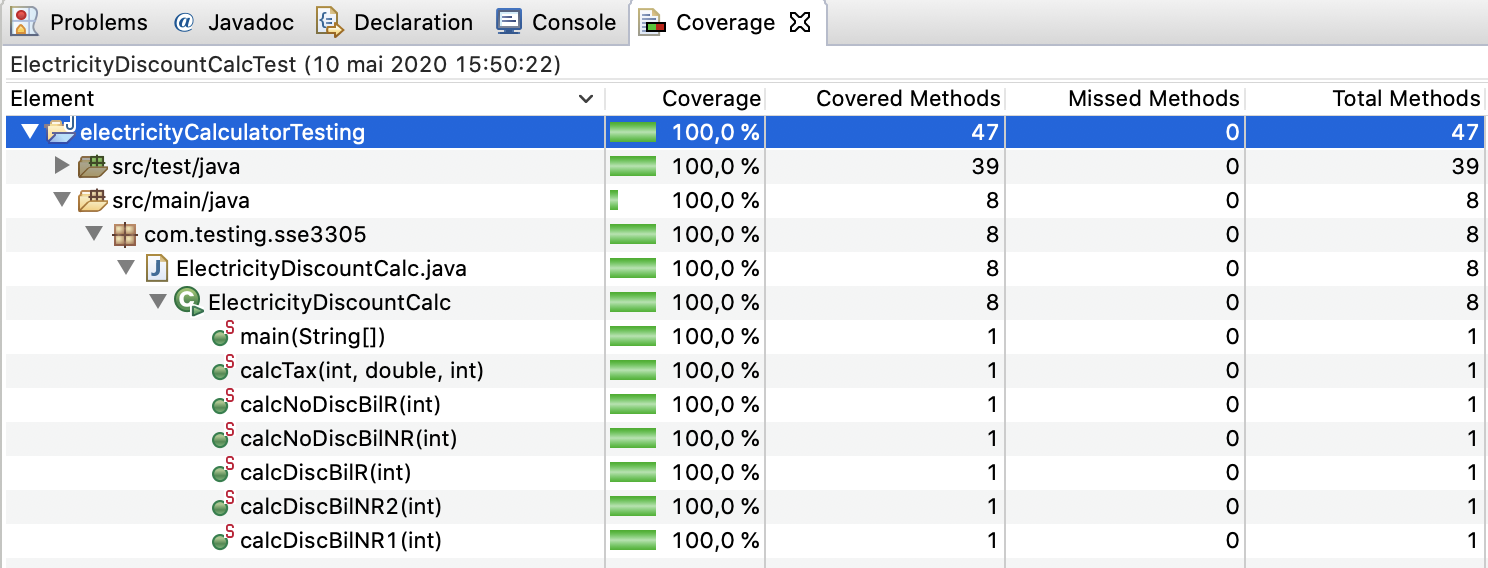 Problems @ Javadoc Declaration Console Coverage
ElectricityDiscountCalcTest (10 mai 2020 15:50:22)
Element Coverage Covered Methods Missed Methods Total Methods
electricityCalculatorTesting 100,0 % 47 0 47
src/test/java 100,0 % 39 0 39
src/main/java 100,0 % 8 0 8
com.testing.sse3305 100,0 % 8 0 8
ElectricityDiscountCalc.java 100,0 % 8 0 8
ElectricityDiscountCalc 100,0 % 8 0 8
main(String[]) 100,0 % 1 0 1
calcTax(int, double, int) 100,0 % 1 0 1
calcNoDiscBilR(int) 100,0 % 1 0 1
calcNoDiscBilNR(int) 100,0 % 1 0 1
calcDiscBilR(int) 100,0 % 1 0 1
calcDiscBilNR2(int) 100,0 % 1 0 1
calcDiscBilNR1(int) 100,0 % 1 0 1